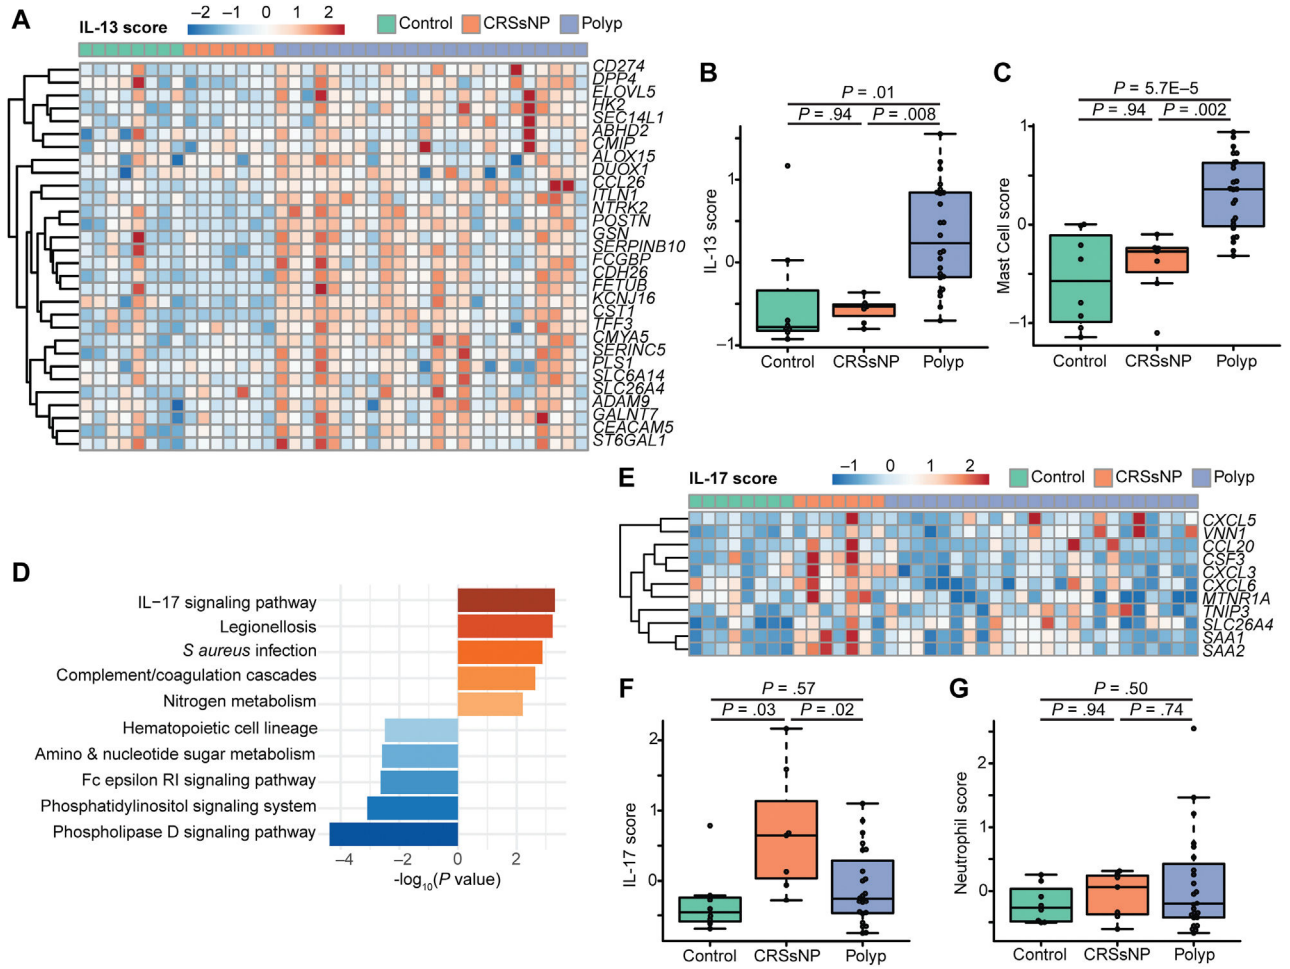 A
IL-13 score
−2 −1 0 1 2
Control CRSsNP Polyp
CD274
DPP4
ELOVL5
HK2
SEC14L1
ABHD2
CMIP
ALOX15
DUOX1
CCL26
ITLN1
NTRK2
POSTN
GSN
SERPINB10
FCGBP
CDH26
FETUB
KCNJ16
CST1
TFF3
CMYA5
SERINC5
PLS1
SLC6A14
SLC26A4
ADAM9
GALNT7
CEACAM5
ST6GAL1
B
P = .01
P = .94 P = .008
IL-13 score
1
0
−1
Control CRSsNP Polyp
C
P = 5.7E−5
P = .94 P = .002
Mast Cell score
1
0
−1
Control CRSsNP Polyp
D
IL−17 signaling pathway
Legionellosis
S aureus infection
Complement/coagulation cascades
Nitrogen metabolism
Hematopoietic cell lineage
Amino & nucleotide sugar metabolism
Fc epsilon RI signaling pathway
Phosphatidylinositol signaling system
Phospholipase D signaling pathway
−4 −2 0 2
-log10(P value)
E
IL-17 score
−1 0 1 2
Control CRSsNP Polyp
CXCL5
VNN1
CCL20
CSF3
CXCL3
CXCL6
MTNR1A
TNIP3
SLC26A4
SAA1
SAA2
F
P = .57
P = .03 P = .02
IL-17 score
2
1
0
Control CRSsNP Polyp
G
P = .50
P = .94 P = .74
Neutrophil score
2
1
0
Control CRSsNP Polyp